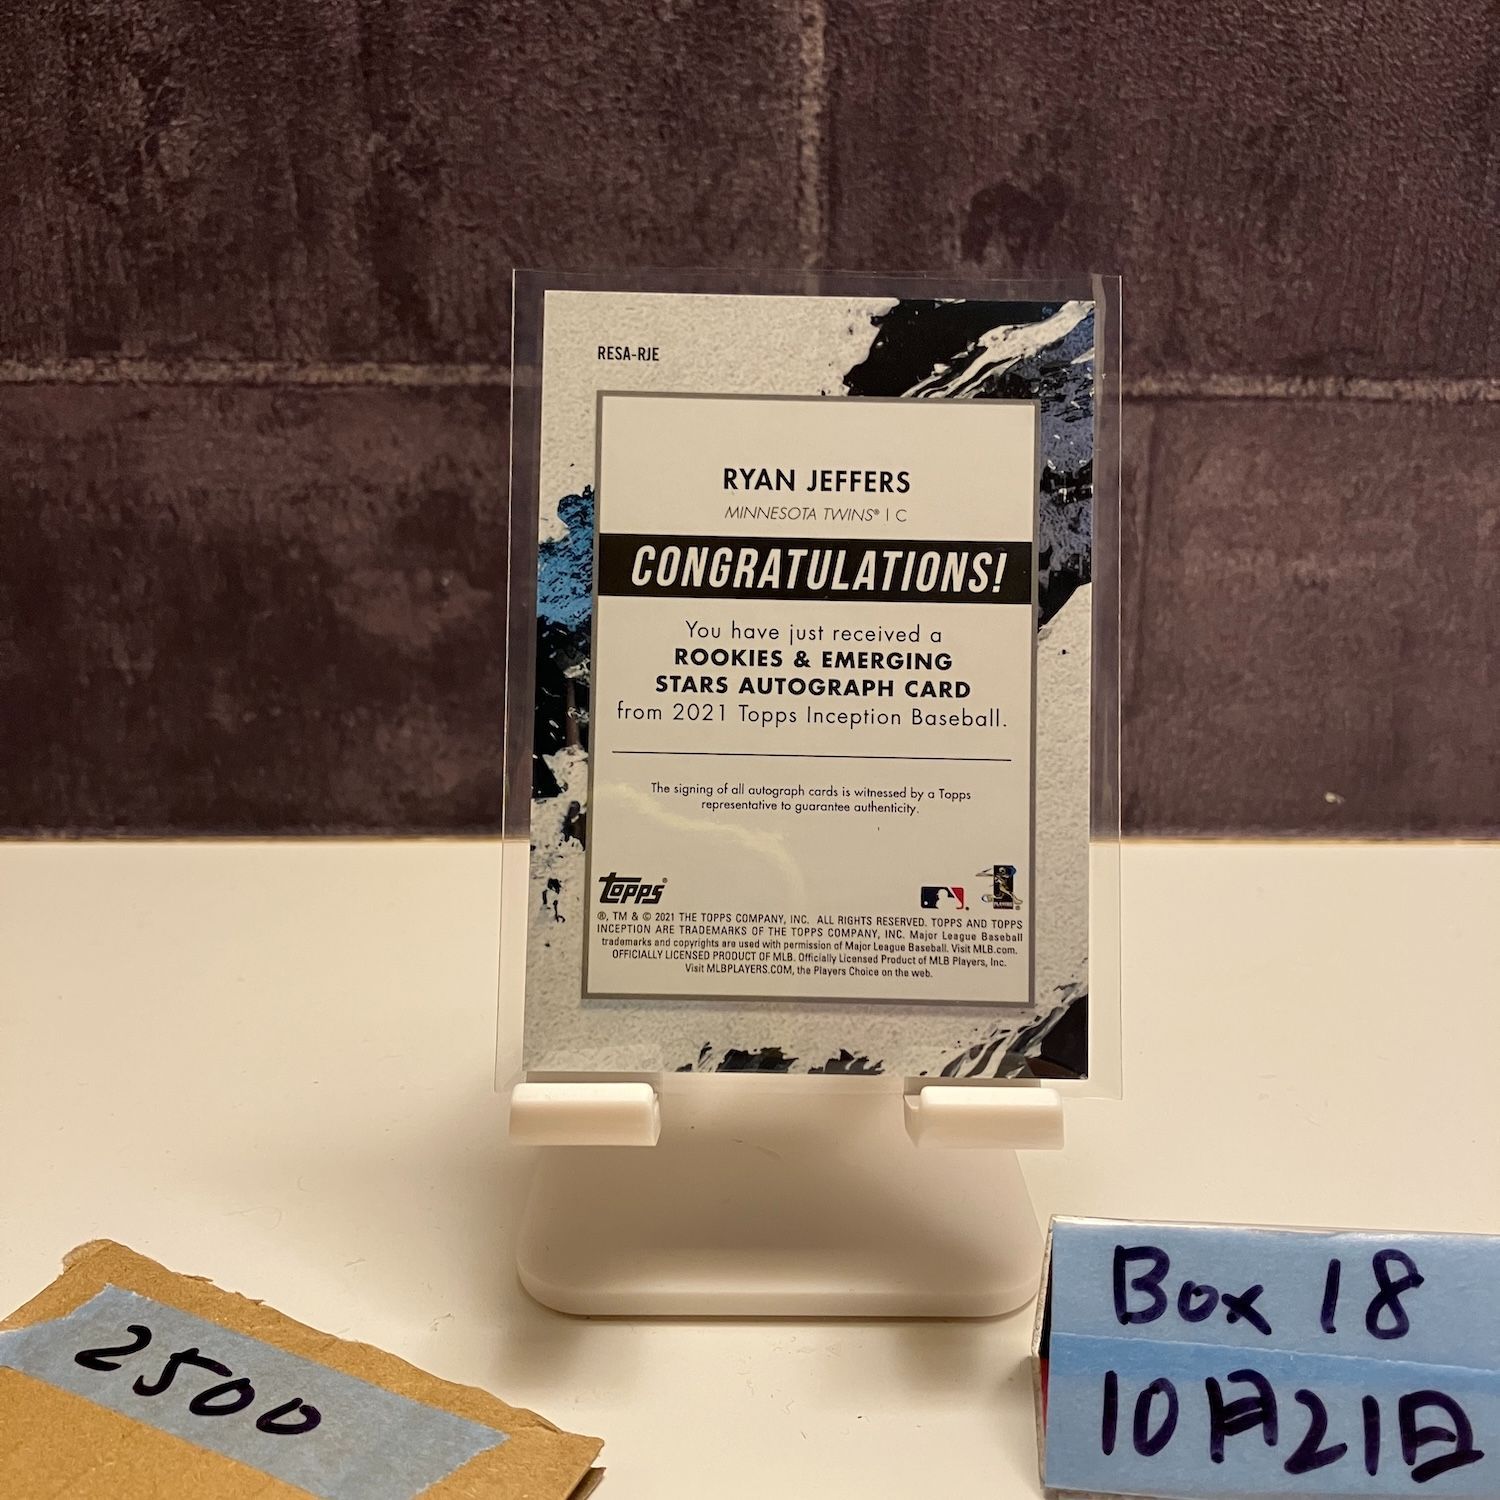 RESA-RJE
RYAN JEFFERS
MINNESOTA TWINS® | C
CONGRATULATIONS!
You have just received a
ROOKIES & EMERGING
STARS AUTOGRAPH CARD
from 2021 Topps Inception Baseball.
The signing of all autograph cards is witnessed by a Topps
representative to guarantee authenticity.
topps®
PLAYERS
®, TM & © 2021 THE TOPPS COMPANY, INC. ALL RIGHTS RESERVED. TOPPS AND TOPPS
INCEPTION ARE TRADEMARKS OF THE TOPPS COMPANY, INC. Major League Baseball
trademarks and copyrights are used with permission of Major League Baseball. Visit MLB.com.
OFFICIALLY LICENSED PRODUCT OF MLB. Officially Licensed Product of MLB Players, Inc.
Visit MLBPLAYERS.COM, the Players Choice on the web.
2500
Box 18
10月21日